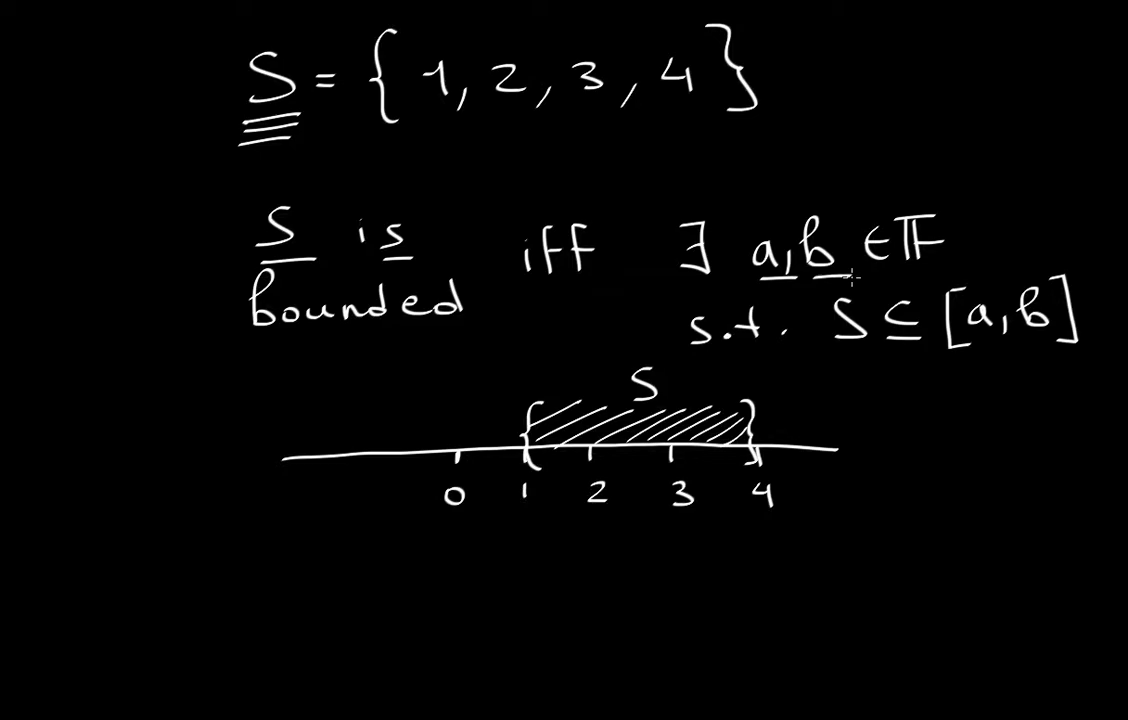 S = { 1, 2, 3, 4 }
S is iff ∃ a, b ∈ 𝔽
bounded s.t. S ⊆ [a, b]
S
0 1 2 3 4